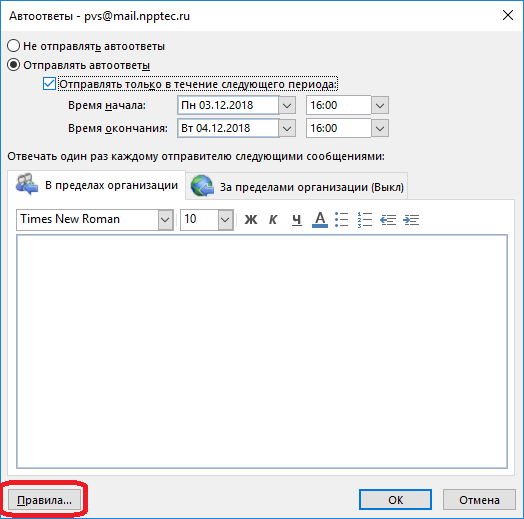 Автоответы - pvs@mail.npptec.ru
Не отправлять автоответы
Отправлять автоответы
Отправлять только в течение следующего периода:
Время начала: Пн 03.12.2018 16:00
Время окончания: Вт 04.12.2018 16:00
Отвечать один раз каждому отправителю следующими сообщениями:
В пределах организации За пределами организации (Выкл)
Times New Roman 10 Ж К Ч А
Правила... ОК Отмена